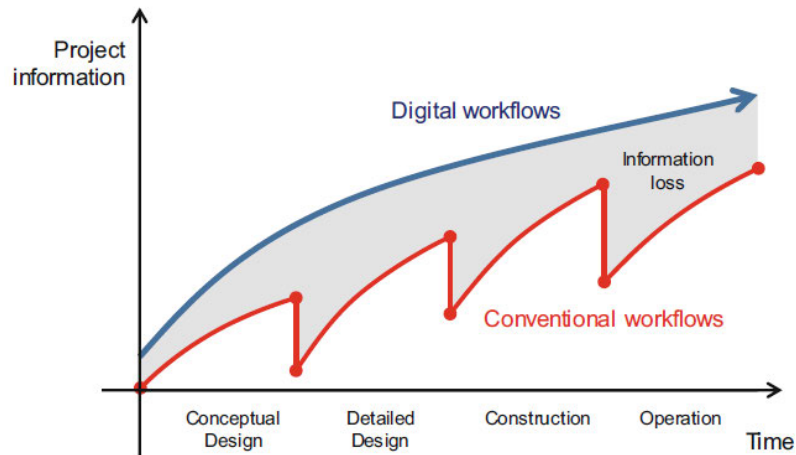 Project
information
Digital workflows
Information
loss
Conventional workflows
Conceptual
Design
Detailed
Design
Construction
Operation
Time